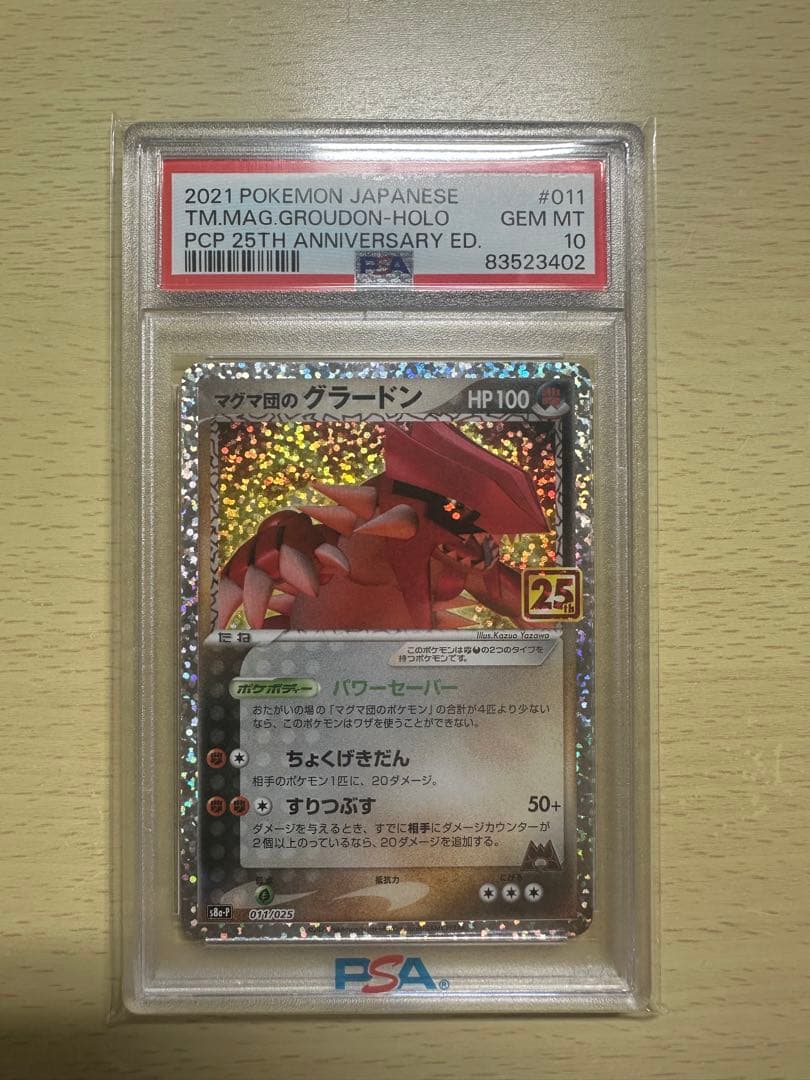 2021 POKEMON JAPANESE #011
TM.MAG.GROUDON-HOLO GEM MT
PCP 25TH ANNIVERSARY ED. 10
PSA 83523402
マグマ団の グラードン HP100
25th
たね
Illus.Kazuo Yazawa
このポケモンは闘悪の2つのタイプを
持つポケモンです。
ポケボディー パワーセーバー
おたがいの場の「マグマ団のポケモン」の合計が4匹より少ない
なら、このポケモンはワザを使うことができない。
ちょくげきだん
相手のポケモン1匹に、20ダメージ。
すりつぶす 50+
ダメージを与えるとき、すでに相手にダメージカウンターが
2個以上のっているなら、20ダメージを追加する。
弱点 抵抗力 にげる
s8a-P 011/025
PSA®